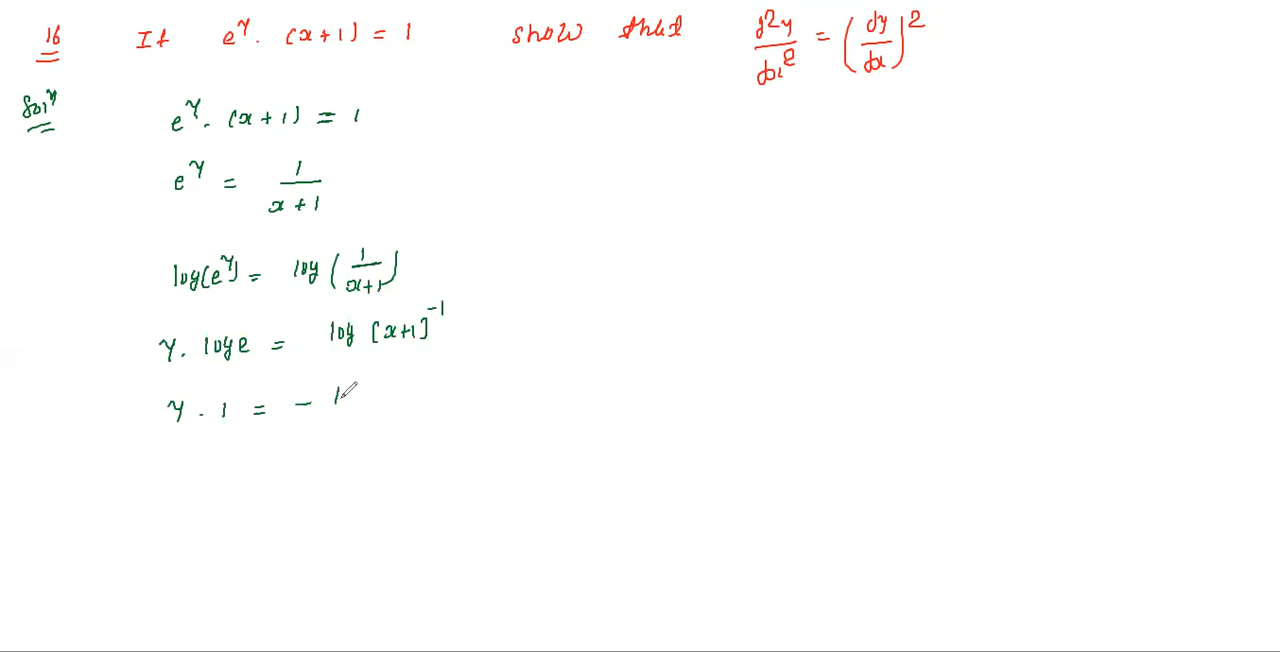 16 If e^y. (x+1) = 1 show that d²y/dx² = (dy/dx)²
Sol^n e^y. (x+1) = 1
e^y = 1/(x+1)
log(e^y) = log(1/(x+1))
y. log e = log [x+1]^-1
y . 1 = - l